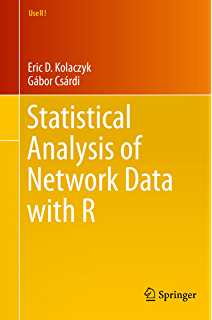 Use R!
Eric D. Kolaczyk
Gábor Csárdi
Statistical
Analysis of
Network Data
with R
Springer